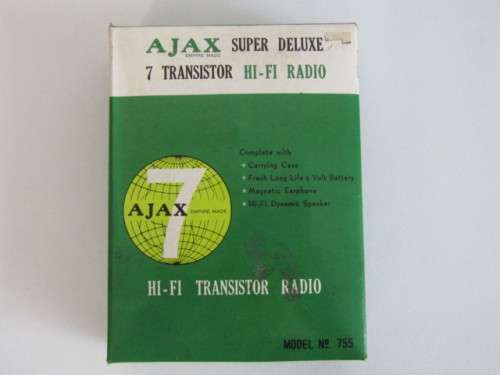 AJAX SUPER DELUXE
EMPIRE MADE
7 TRANSISTOR HI-FI RADIO
Complete with
• Carrying Case
• Fresh Long Life 9 Volt Battery
• Magnetic Earphone
• Hi-Fi Dynamic Speaker
7
AJAX EMPIRE MADE
HI-FI TRANSISTOR RADIO
MODEL Nº. 755